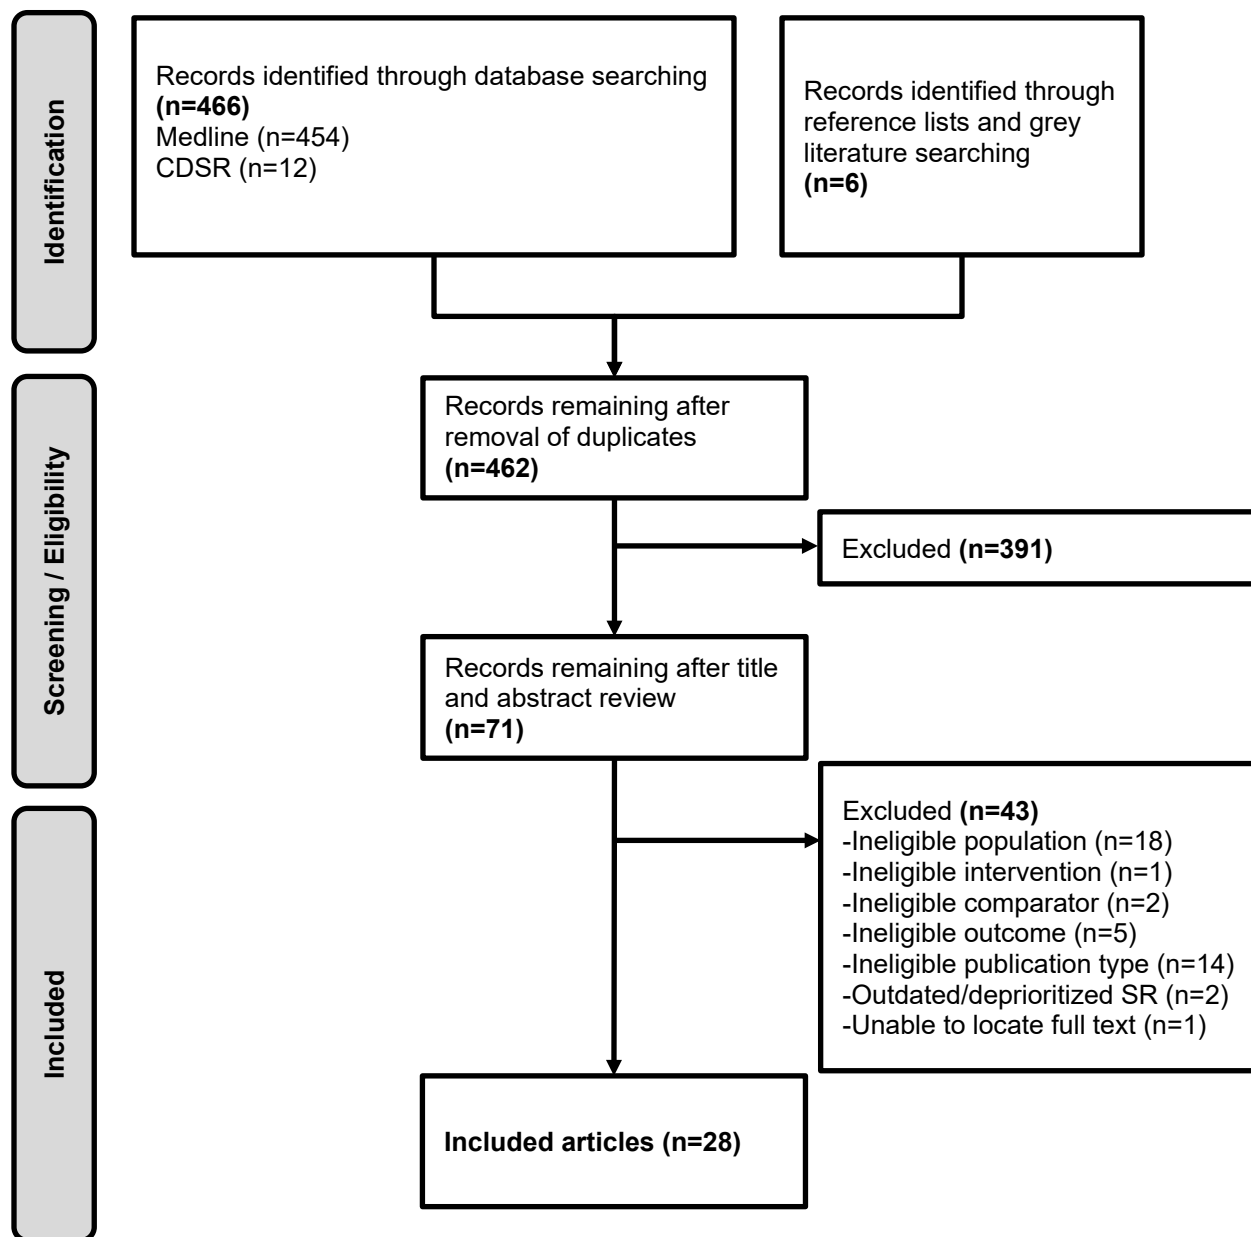 Identification
Records identified through database searching
(n=466)
Medline (n=454)
CDSR (n=12)
Records identified through
reference lists and grey
literature searching
(n=6)
Screening / Eligibility
Records remaining after
removal of duplicates
(n=462)
Excluded (n=391)
Records remaining after title
and abstract review
(n=71)
Included
Excluded (n=43)
-Ineligible population (n=18)
-Ineligible intervention (n=1)
-Ineligible comparator (n=2)
-Ineligible outcome (n=5)
-Ineligible publication type (n=14)
-Outdated/deprioritized SR (n=2)
-Unable to locate full text (n=1)
Included articles (n=28)